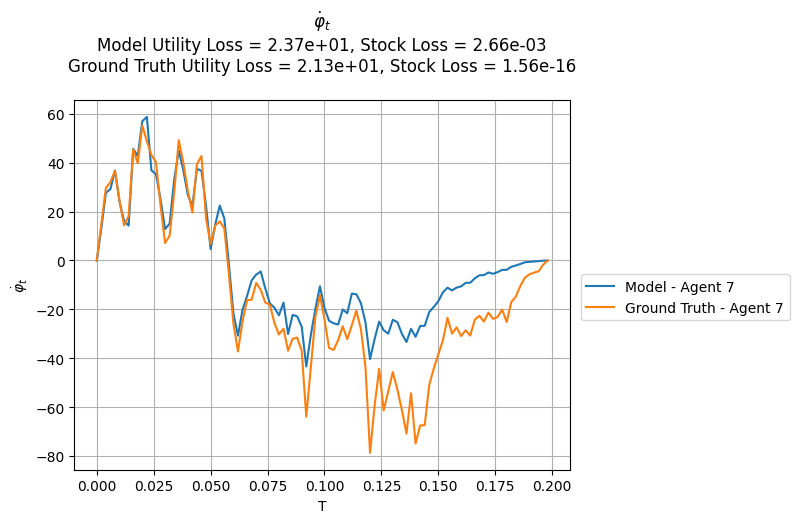 φ̇ₜ
Model Utility Loss = 2.37e+01, Stock Loss = 2.66e-03
Ground Truth Utility Loss = 2.13e+01, Stock Loss = 1.56e-16
60
40
20
0
−20
−40
−60
−80
φ̇ₜ
0.000
0.025
0.050
0.075
0.100
0.125
0.150
0.175
0.200
T
Model - Agent 7
Ground Truth - Agent 7